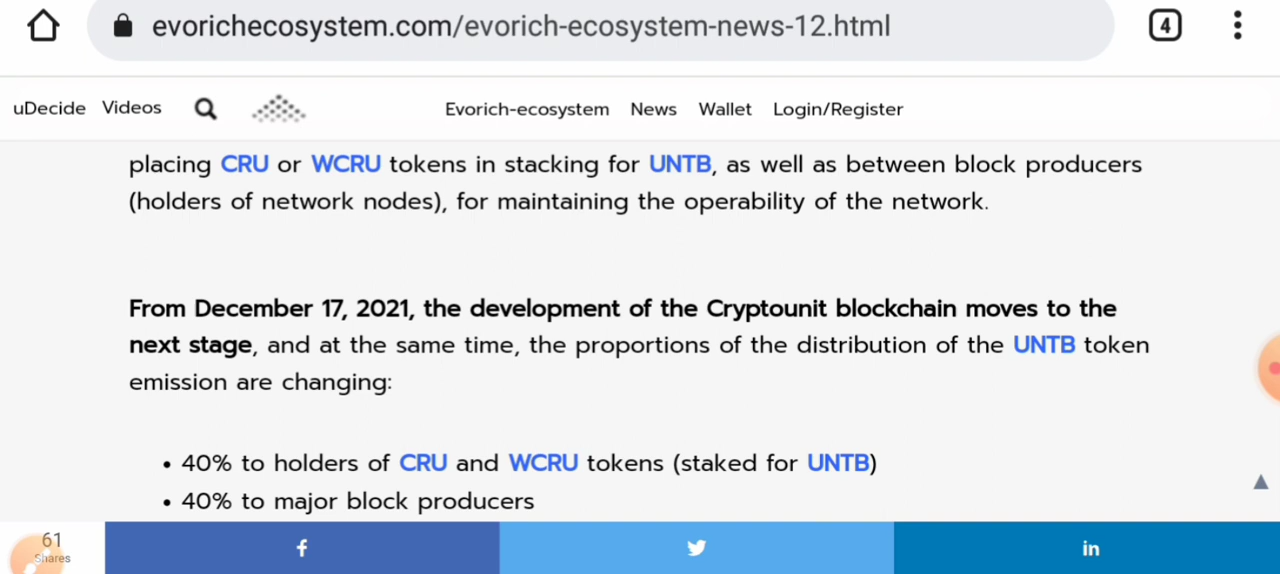 evorichecosystem.com/evorich-ecosystem-news-12.html
4
uDecide Videos Evorich-ecosystem News Wallet Login/Register
placing CRU or WCRU tokens in stacking for UNTB, as well as between block producers
(holders of network nodes), for maintaining the operability of the network.
From December 17, 2021, the development of the Cryptounit blockchain moves to the
next stage, and at the same time, the proportions of the distribution of the UNTB token
emission are changing:
• 40% to holders of CRU and WCRU tokens (staked for UNTB)
• 40% to major block producers
61
Shares
f
in